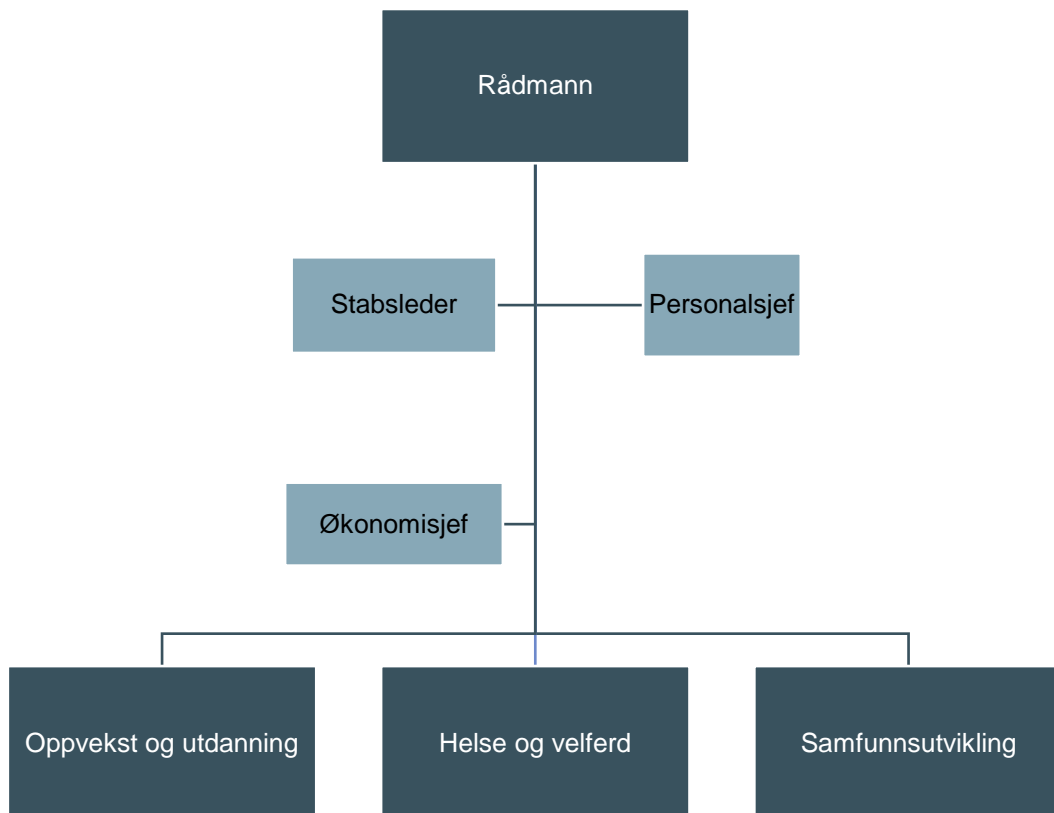 Rådmann
Stabsleder
Personalsjef
Økonomisjef
Oppvekst og utdanning
Helse og velferd
Samfunnsutvikling